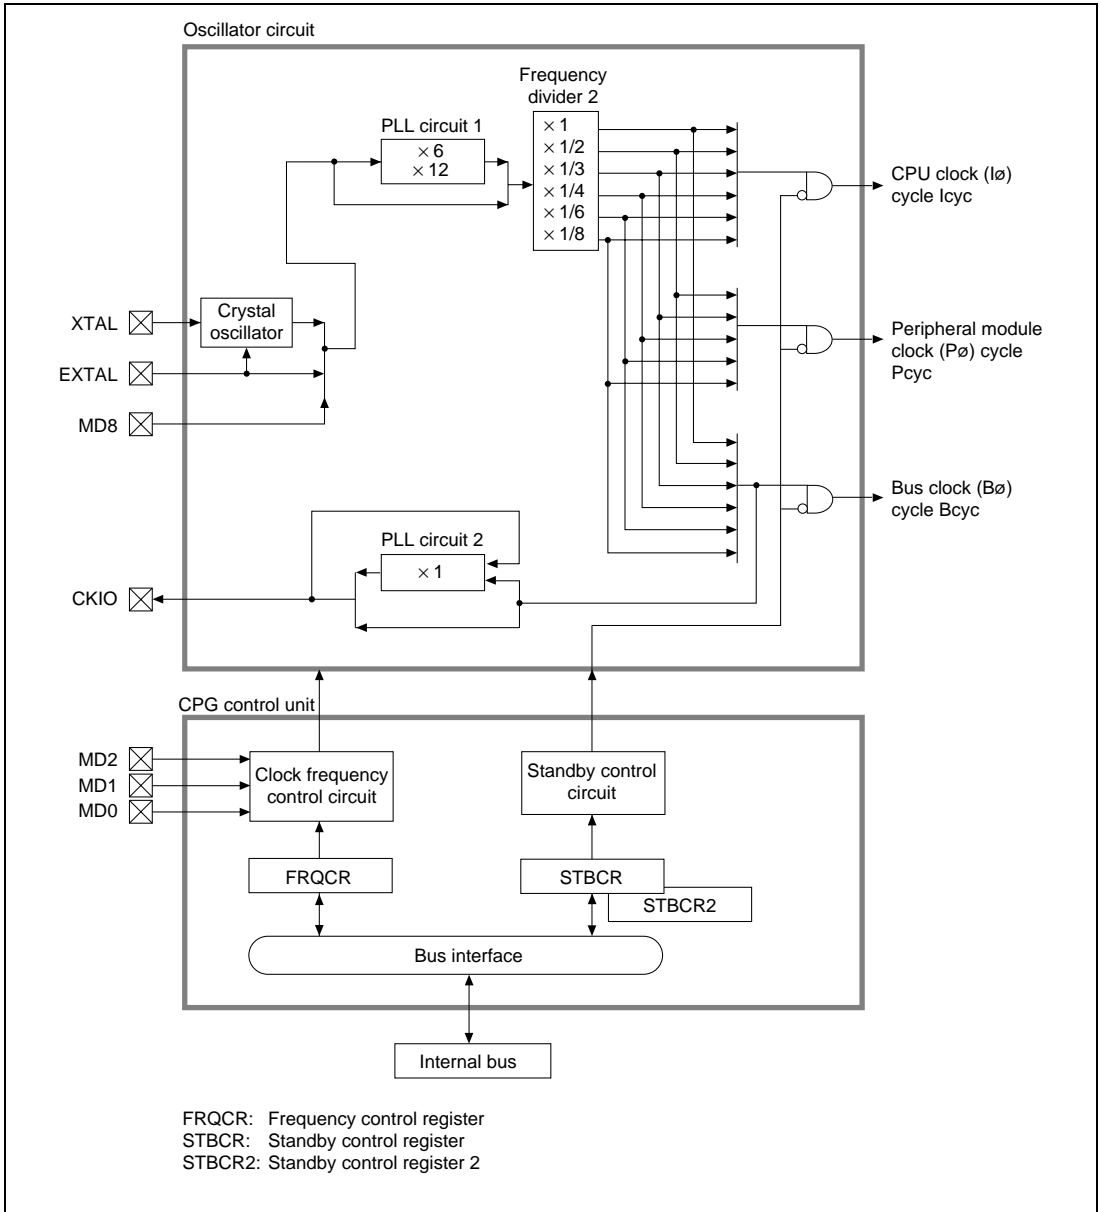 Oscillator circuit
Frequency
divider 2
PLL circuit 1
× 6
× 12
× 1
× 1/2
× 1/3
× 1/4
× 1/6
× 1/8
CPU clock (Iø)
cycle Icyc
XTAL
Crystal
oscillator
EXTAL
MD8
Peripheral module
clock (Pø) cycle
Pcyc
Bus clock (Bø)
cycle Bcyc
PLL circuit 2
× 1
CKIO
CPG control unit
MD2
MD1
MD0
Clock frequency
control circuit
Standby control
circuit
FRQCR
STBCR
STBCR2
Bus interface
Internal bus
FRQCR: Frequency control register
STBCR: Standby control register
STBCR2: Standby control register 2